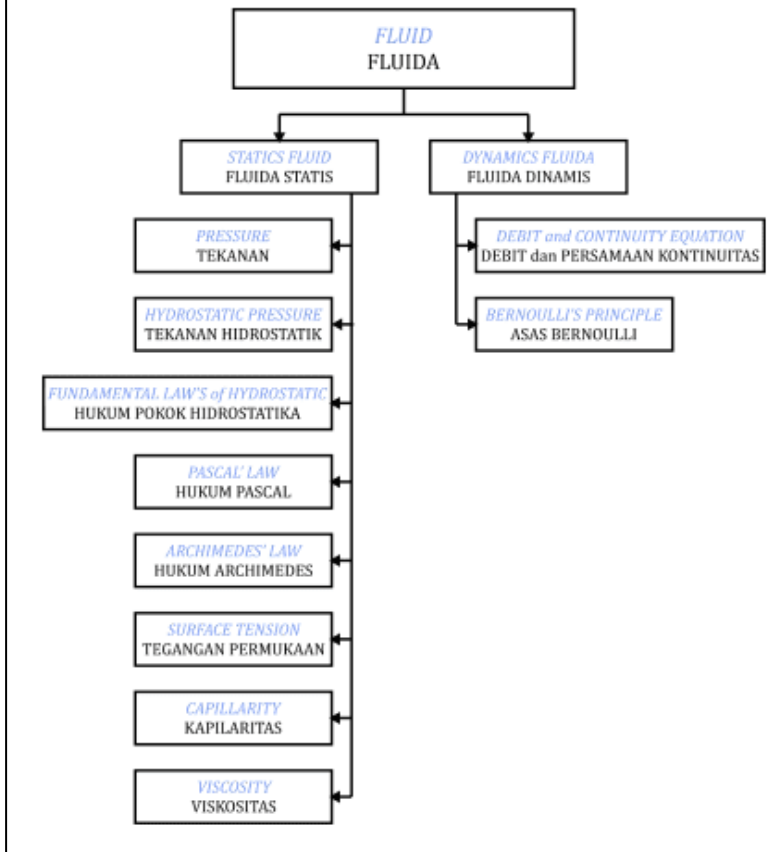 FLUID
FLUIDA
STATICS FLUID
FLUIDA STATIS
DYNAMICS FLUIDA
FLUIDA DINAMIS
PRESSURE
TEKANAN
HYDROSTATIC PRESSURE
TEKANAN HIDROSTATIK
FUNDAMENTAL LAW'S of HYDROSTATIC
HUKUM POKOK HIDROSTATIKA
PASCAL' LAW
HUKUM PASCAL
ARCHIMEDES' LAW
HUKUM ARCHIMEDES
SURFACE TENSION
TEGANGAN PERMUKAAN
CAPILLARITY
KAPILARITAS
VISCOSITY
VISKOSITAS
DEBIT and CONTINUITY EQUATION
DEBIT dan PERSAMAAN KONTINUITAS
BERNOULLI'S PRINCIPLE
ASAS BERNOULLI